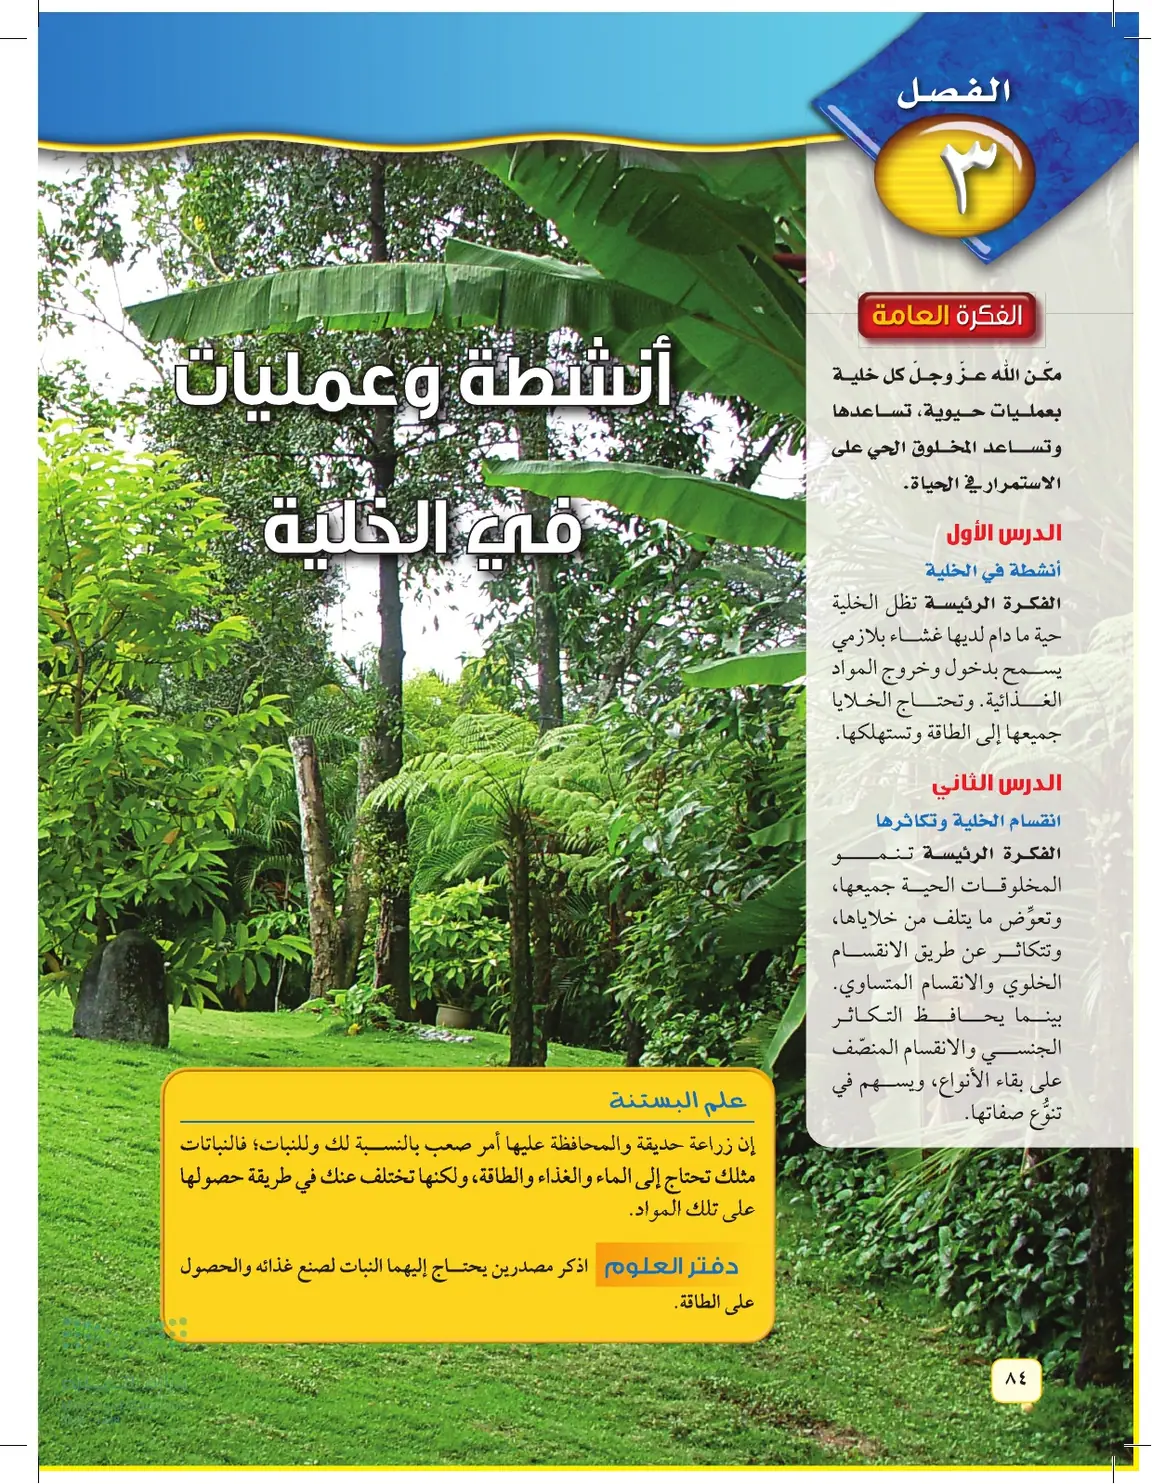 الفصل
٣
أنشطة وعمليات
في الخلية
الفكرة العامة
مكّن الله عزّ وجلّ كل خلية
بعمليات حيوية، تساعدها
وتساعد المخلوق الحي على
الاستمرار في الحياة.
الدرس الأول
أنشطة في الخلية
الفكرة الرئيسة تظل الخلية
حية ما دام لديها غشاء بلازمي
يسمح بدخول وخروج المواد
الغذائية. وتحتاج الخلايا
جميعها إلى الطاقة وتستهلكها.
الدرس الثاني
انقسام الخلية وتكاثرها
الفكرة الرئيسة تنمو
المخلوقات الحية جميعها،
وتعوِّض ما يتلف من خلاياها،
وتتكاثر عن طريق الانقسام
الخلوي والانقسام المتساوي.
بينما يحافظ التكاثر
الجنسي والانقسام المنصّف
على بقاء الأنواع، ويسهم في
تنوُّع صفاتها.
علم البستنة
إن زراعة حديقة والمحافظة عليها أمر صعب بالنسبة لك وللنبات؛ فالنباتات
مثلك تحتاج إلى الماء والغذاء والطاقة، ولكنها تختلف عنك في طريقة حصولها
على تلك المواد.
دفتر العلوم اذكر مصدرين يحتاج إليهما النبات لصنع غذائه والحصول
على الطاقة.
٨٤